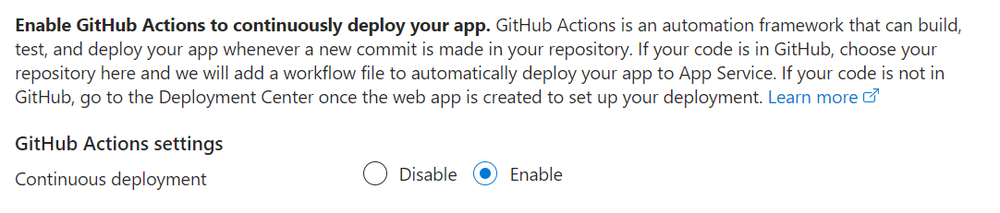 Enable GitHub Actions to continuously deploy your app. GitHub Actions is an automation framework that can build,
test, and deploy your app whenever a new commit is made in your repository. If your code is in GitHub, choose your
repository here and we will add a workflow file to automatically deploy your app to App Service. If your code is not in
GitHub, go to the Deployment Center once the web app is created to set up your deployment. Learn more
GitHub Actions settings
Continuous deployment Disable Enable